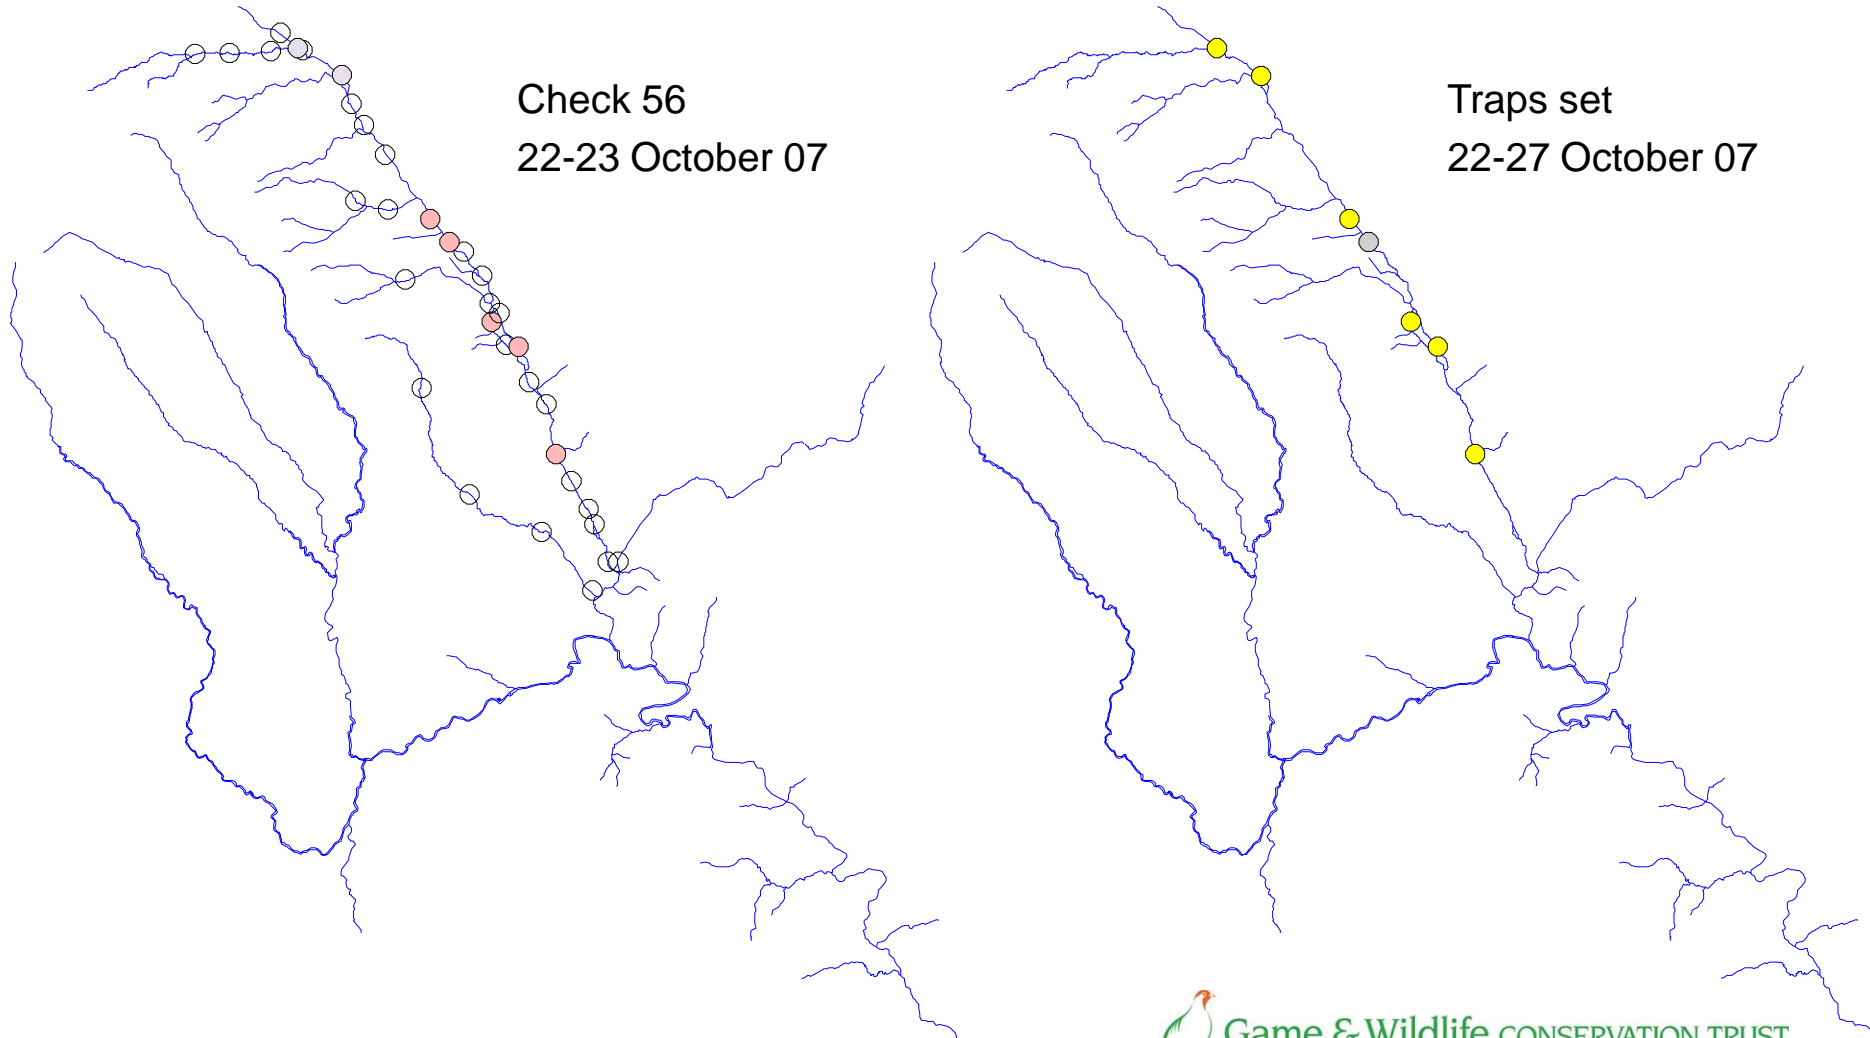 Check 56
22-23 October 07
Traps set
22-27 October 07
Game & Wildlife CONSERVATION TRUST